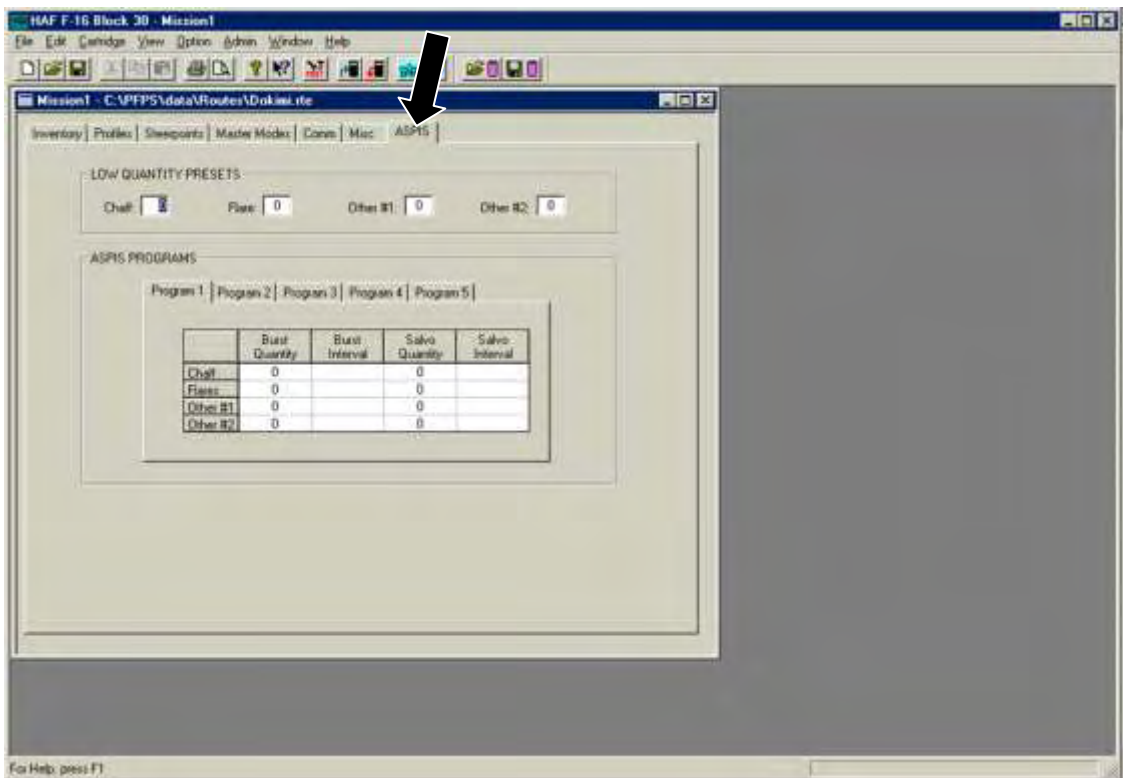 HAF F-16 Block 30 - Mission1
File Edit Cartridge View Option Admin Window Help
Mission1 - C:\PFPS\data\Routes\Dokimi.rte
Inventory Profiles Steerpoints Master Modes Comm Misc ASPIS
LOW QUANTITY PRESETS
Chaff: 0 Flare: 0 Other #1: 0 Other #2: 0
ASPIS PROGRAMS
Program 1 Program 2 Program 3 Program 4 Program 5
Burst Quantity Burst Interval Salvo Quantity Salvo Interval
Chaff 0 0
Flares 0 0
Other #1 0 0
Other #2 0 0
For Help, press F1